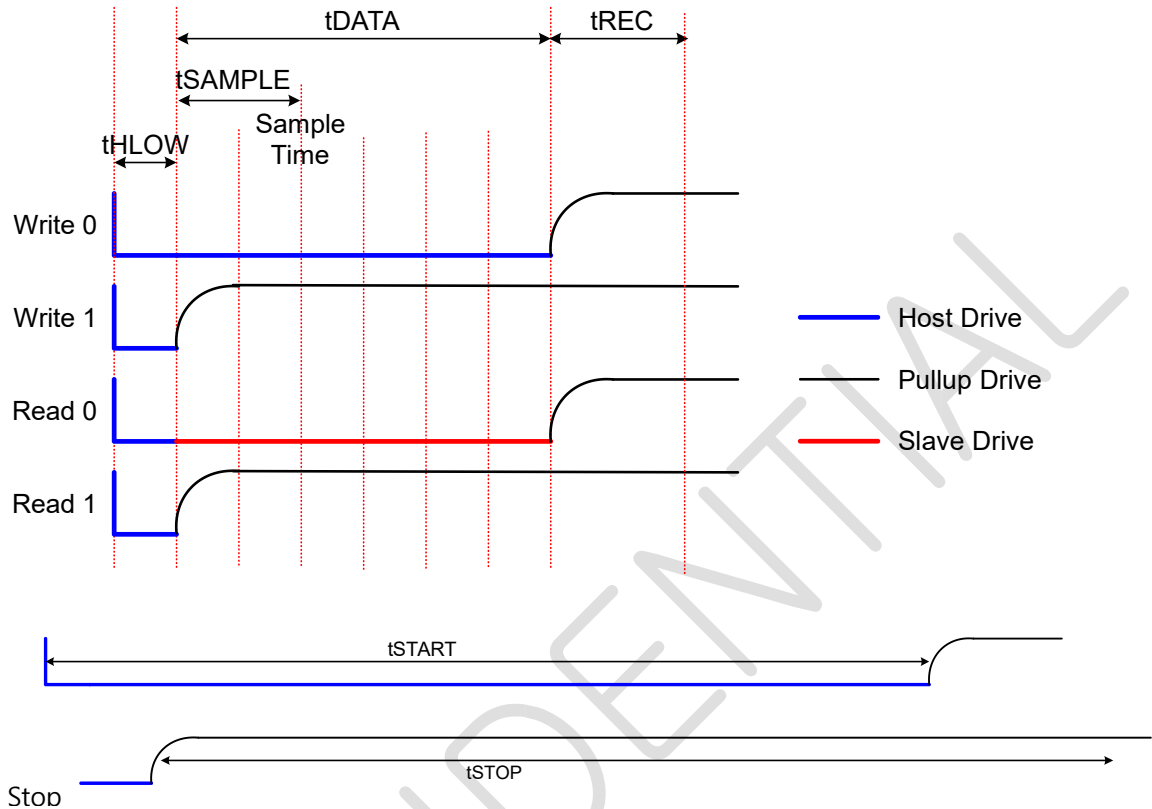 tDATA
tREC
tSAMPLE
Sample
Time
tHLOW
Write 0
Write 1
Host Drive
Read 0
Pullup Drive
Slave Drive
Read 1
tSTART
tSTOP
Stop
DENTIAL